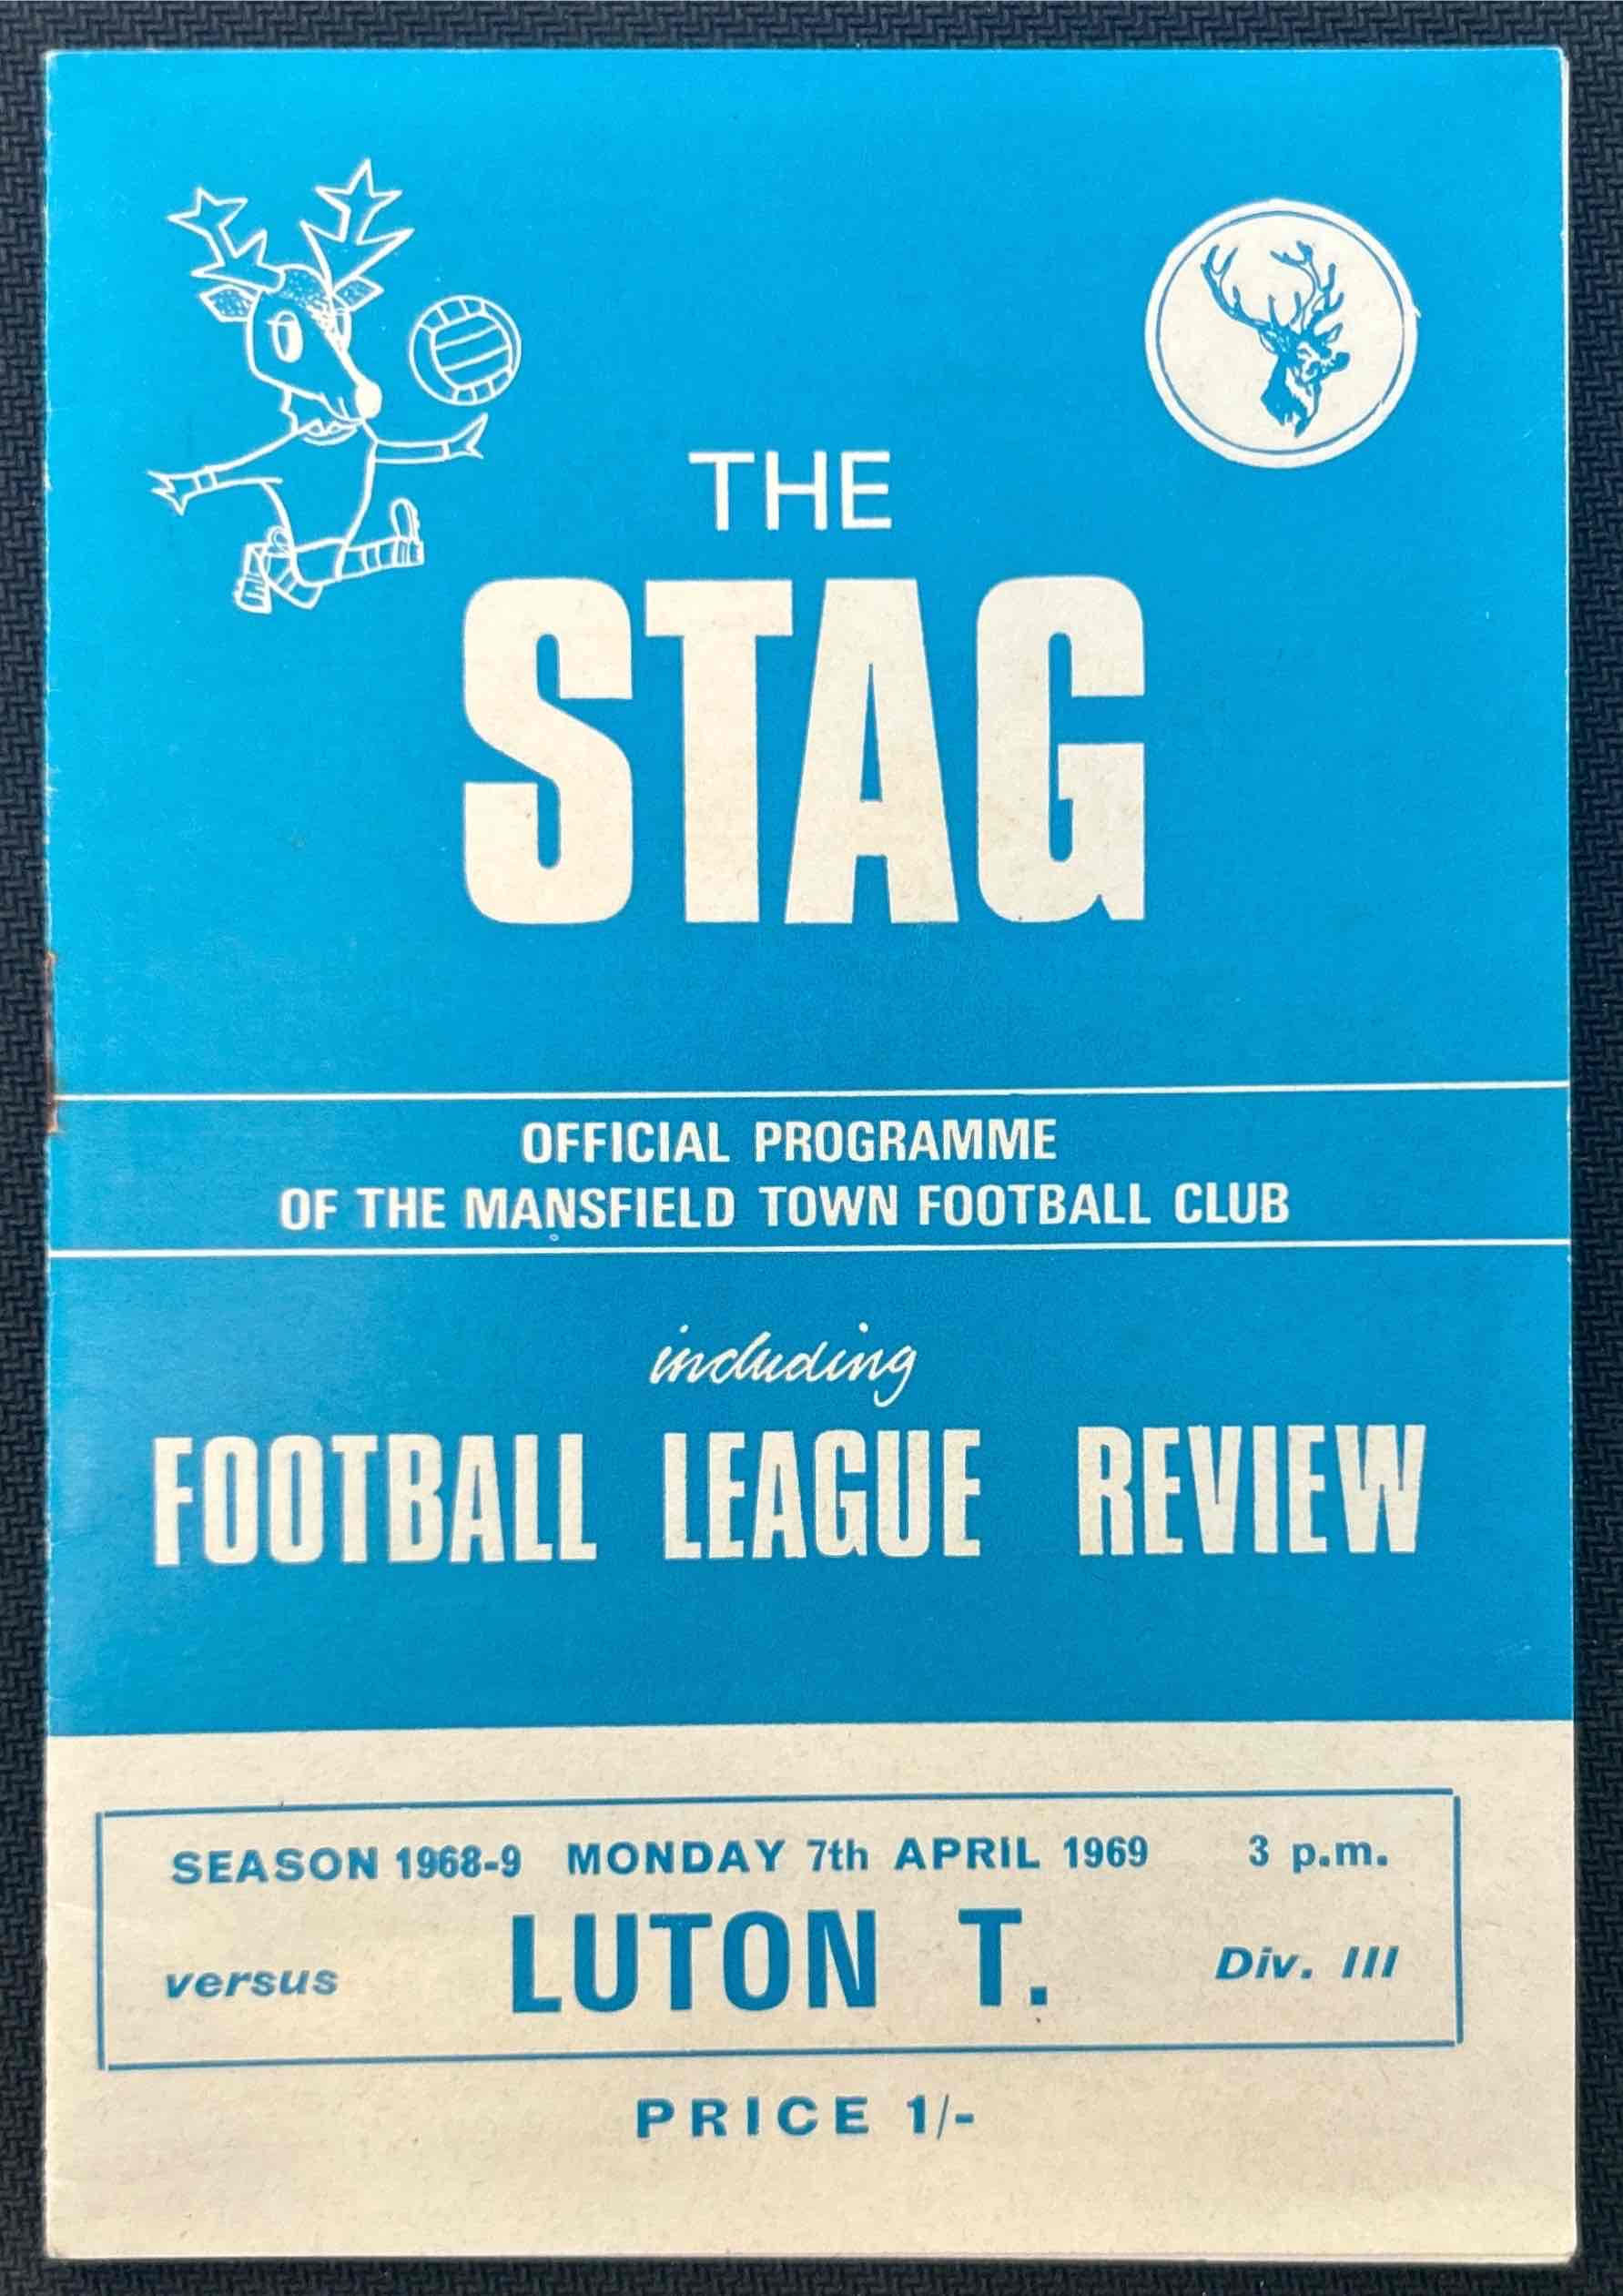 THE
STAG
OFFICIAL PROGRAMME
OF THE MANSFIELD TOWN FOOTBALL CLUB
including
FOOTBALL LEAGUE REVIEW
SEASON 1968-9 MONDAY 7th APRIL 1969 3 p.m.
versus LUTON T. Div. III
PRICE 1/-